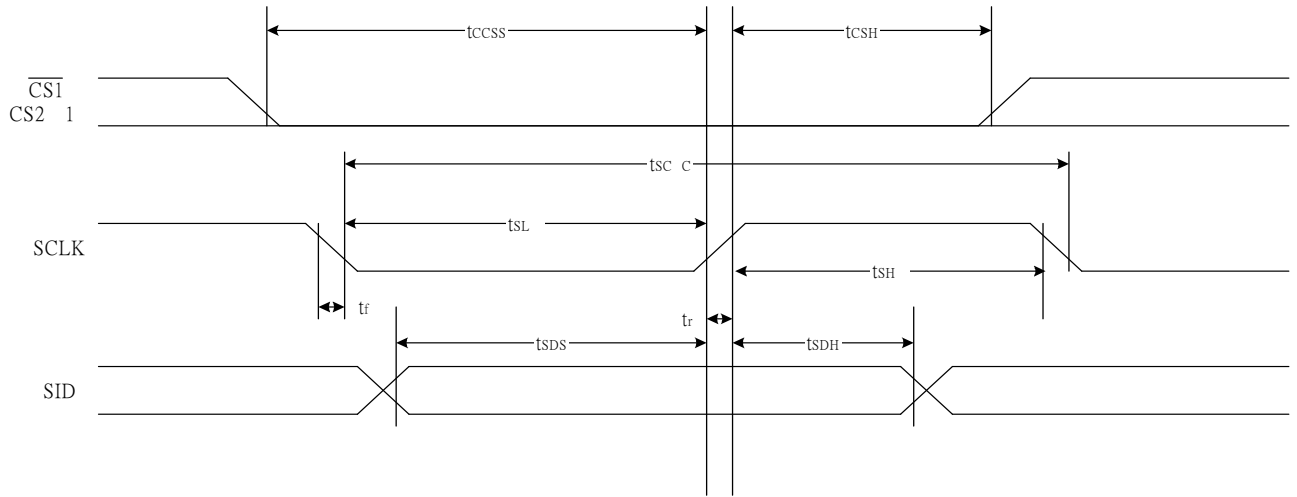 tCCSS
tCSH
CS1
CS2 1
tSC C
tSL
SCLK
tSH
tf
tr
tSDS
tSDH
SID